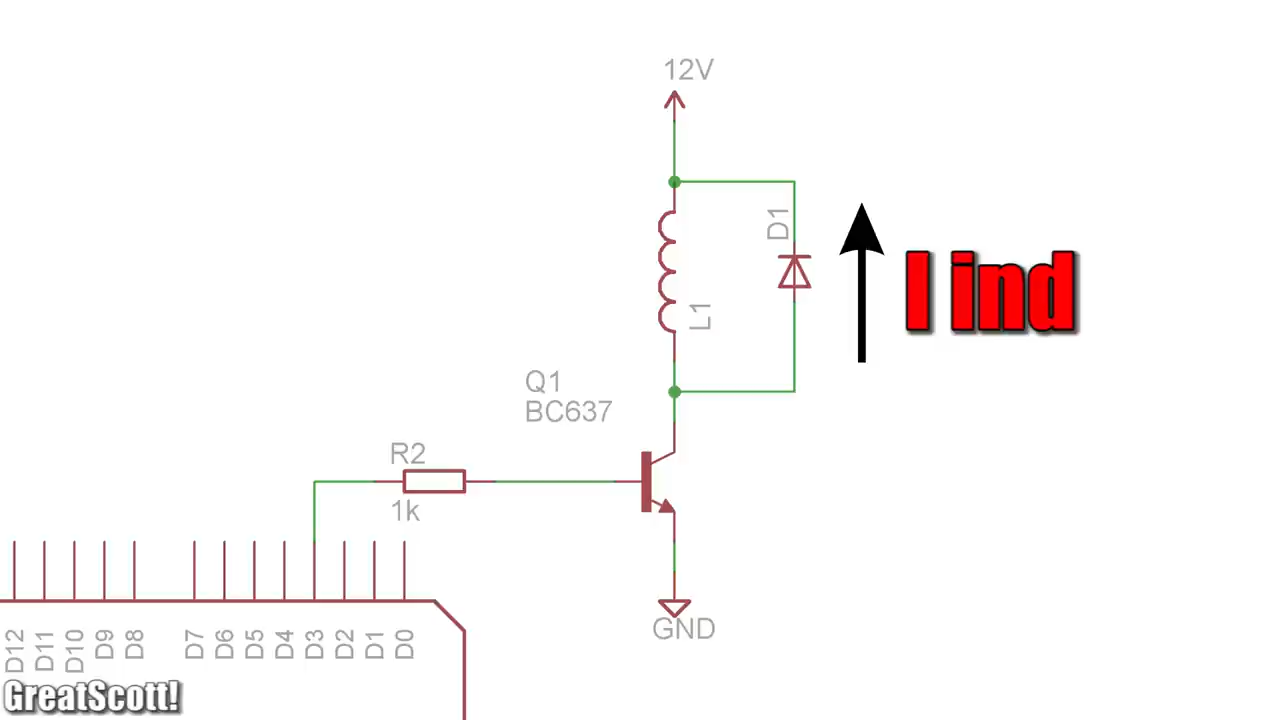 12V
D1
I ind
L1
Q1
BC637
R2
1k
D12
D11
D10
D9
D8
D7
D6
D5
D4
D3
D2
D1
D0
GND
GreatScott!